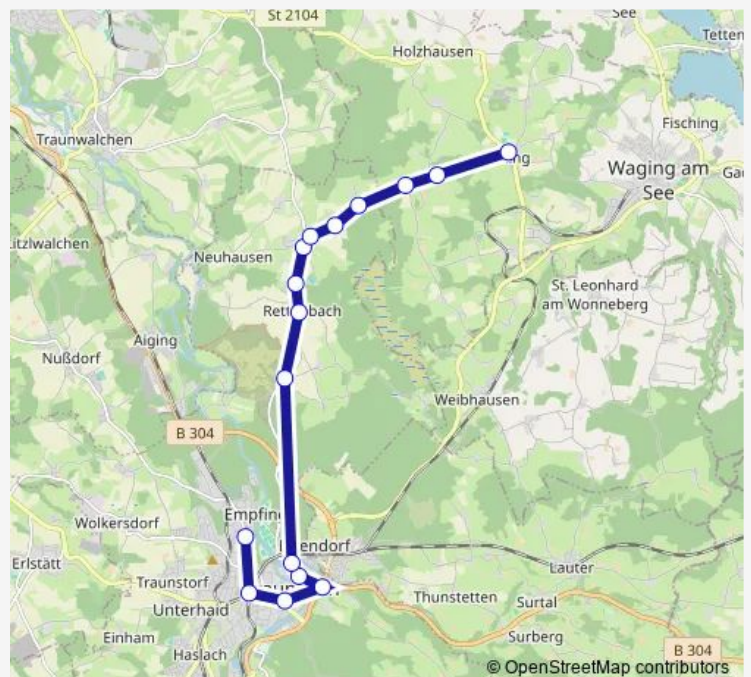 St 2104
See
Holzhausen
Tetten
Fisching
Traunwalchen
Waging am
See
Neuhausen
St. Leonhard
am Wonneberg
Aiging
Nußdorf
Weibhausen
B 304
Wolkersdorf
Erlstätt
Traunstorf
Lauter
Unterhaid
Thunstetten
Surtal
Einham
Surberg
Haslach
B 304
© OpenStreetMap contributors